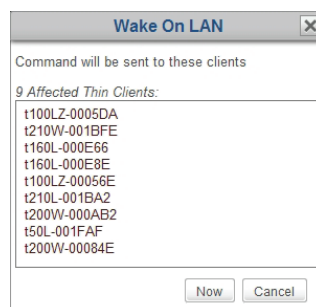 Wake On LAN
Command will be sent to these clients
9 Affected Thin Clients:
t100LZ-0005DA
t210W-001BFE
t160L-000E66
t160L-000E8E
t100LZ-00056E
t210L-001BA2
t200W-000AB2
t50L-001FAF
t200W-00084E
Now Cancel